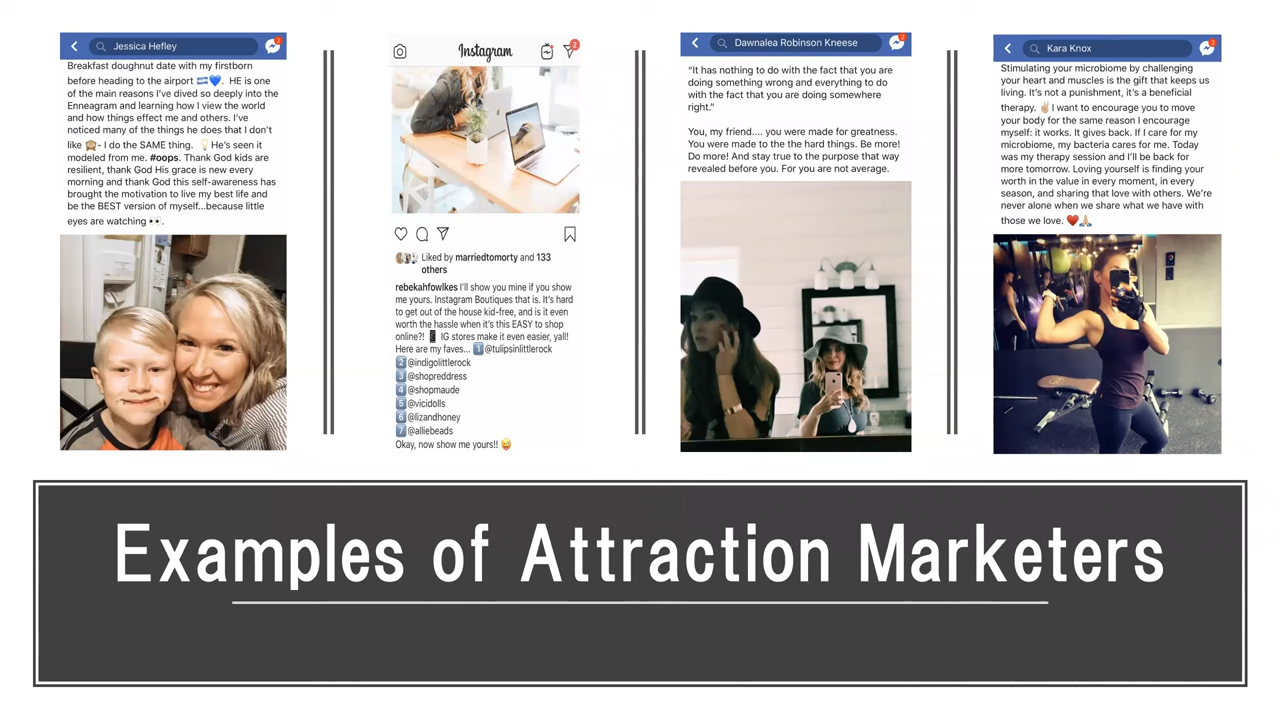 Jessica Hefley
2
Breakfast doughnut date with my firstborn
before heading to the airport 🇳🇮💙. HE is one
of the main reasons I've dived so deeply into the
Enneagram and learning how I view the world
and how things effect me and others. I've
noticed many of the things he does that I don't
like 🙈- I do the SAME thing. 💡 He's seen it
modeled from me. #oops. Thank God kids are
resilient, thank God His grace is new every
morning and thank God this self-awareness has
brought the motivation to live my best life and
be the BEST version of myself...because little
eyes are watching 👀.
Instagram
2
Liked by marriedtomorty and 133
others
rebekahfowlkes I'll show you mine if you show
me yours. Instagram Boutiques that is. It's hard
to get out of the house kid-free, and is it even
worth the hassle when it's this EASY to shop
online?! 📱 IG stores make it even easier, yall!
Here are my faves... 1️⃣ @tulipsinlittlerock
2️⃣ @indigolittlerock
3️⃣ @shopreddress
4️⃣ @shopmaude
5️⃣ @vicidolls
6️⃣ @lizandhoney
7️⃣ @alliebeads
Okay, now show me yours!! 😜
Dawnalea Robinson Kneese
2
“It has nothing to do with the fact that you are
doing something wrong and everything to do
with the fact that you are doing somewhere
right.”
You, my friend.... you were made for greatness.
You were made to the the hard things. Be more!
Do more! And stay true to the purpose that way
revealed before you. For you are not average.
Kara Knox
2
Stimulating your microbiome by challenging
your heart and muscles is the gift that keeps us
living. It's not a punishment, it's a beneficial
therapy. ✌🏼 I want to encourage you to move
your body for the same reason I encourage
myself: it works. It gives back. If I care for my
microbiome, my bacteria cares for me. Today
was my therapy session and I'll be back for
more tomorrow. Loving yourself is finding your
worth in the value in every moment, in every
season, and sharing that love with others. We're
never alone when we share what we have with
those we love. ❤️🙏🏼
Examples of Attraction Marketers